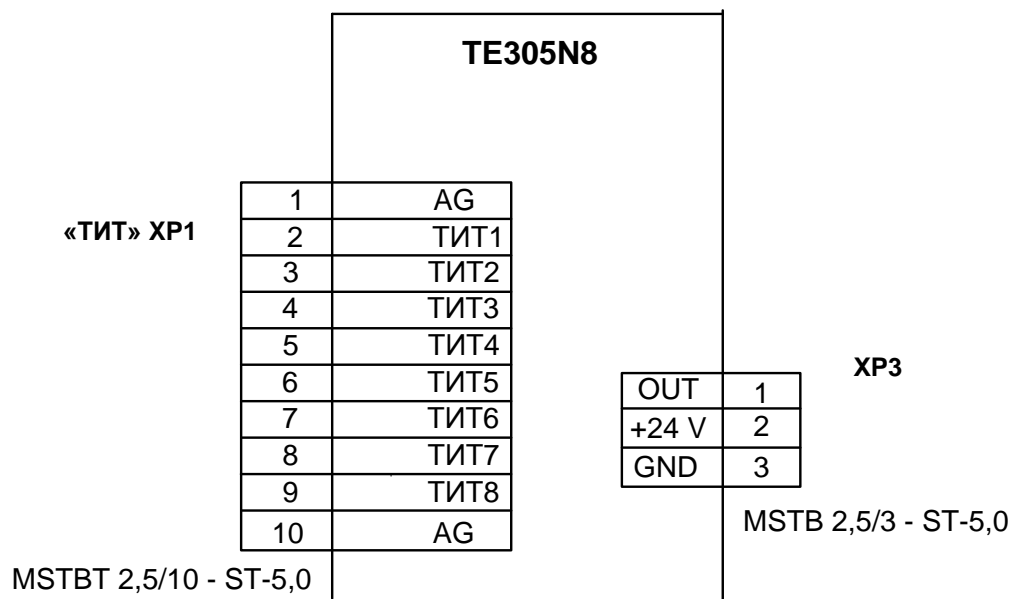 TE305N8
«ТИТ» XP1
1 AG
2 ТИТ1
3 ТИТ2
4 ТИТ3
5 ТИТ4
6 ТИТ5
7 ТИТ6
8 ТИТ7
9 ТИТ8
10 AG
MSTBT 2,5/10 - ST-5,0
XP3
OUT 1
+24 V 2
GND 3
MSTB 2,5/3 - ST-5,0